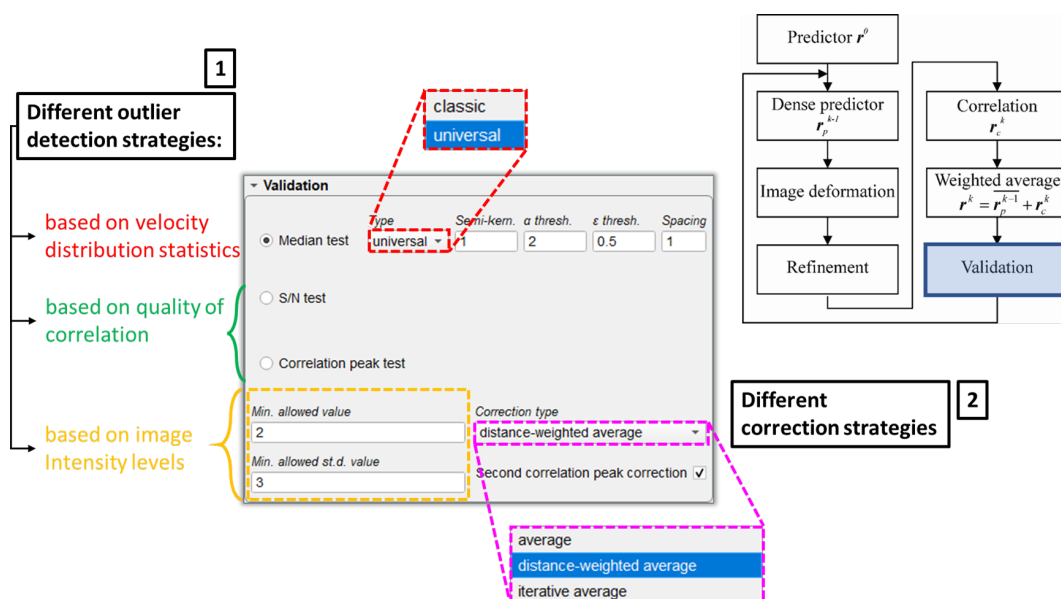 1
Different outlier
detection strategies:
based on velocity
distribution statistics
based on quality of
correlation
based on image
Intensity levels
classic
universal
Validation
Type Semi-kern. α thresh. ε thresh. Spacing
Median test universal 1 2 0.5 1
S/N test
Correlation peak test
Min. allowed value
2
Min. allowed st.d. value
3
Correction type
distance-weighted average
Second correlation peak correction
average
distance-weighted average
iterative average
Different
correction strategies
2
Predictor r⁰
Dense predictor
rₚᵏ⁻¹
Image deformation
Refinement
Correlation
r_cᵏ
Weighted average
rᵏ = \overline{rₚᵏ⁻¹} + r_cᵏ
Validation